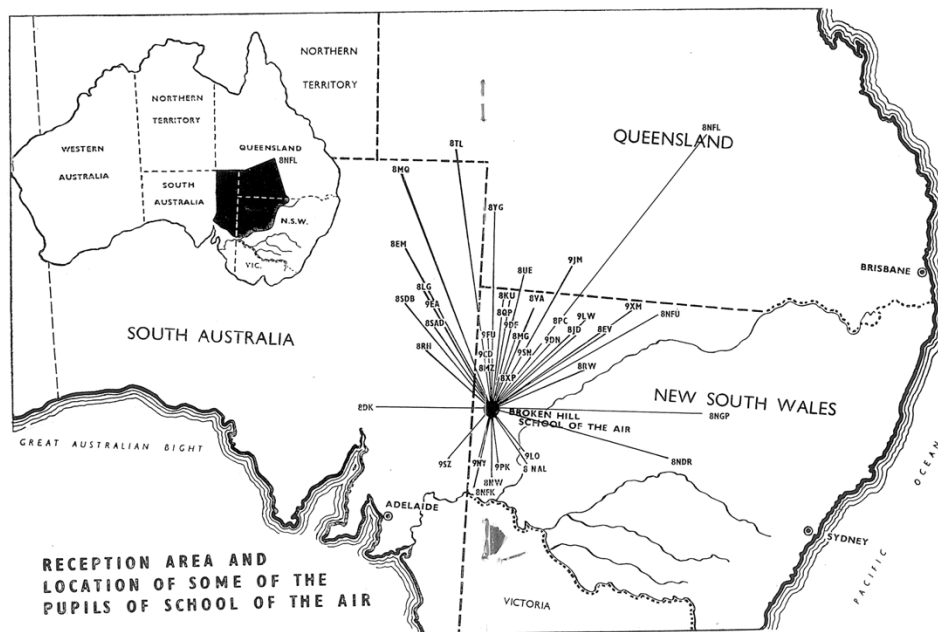 NORTHERN
TERRITORY
NORTHERN
TERRITORY
WESTERN
AUSTRALIA
QUEENSLAND
8NFL
SOUTH
AUSTRALIA
N.S.W.
VIC.
QUEENSLAND
8NFL
8TL
8MQ
8YG
8EM
9JM
8UE
BRISBANE
8LG
8SDB
9EA
8KU
8VA
8QP
9XM
8NFU
8SAD
9DF
8PC
9LW
8JD
8EV
SOUTH AUSTRALIA
9FU
8MG
9DN
8RH
9CD
9SN
8MZ
8XP
8RW
NEW SOUTH WALES
8DK
BROKEN HILL
SCHOOL OF THE AIR
8NGP
GREAT AUSTRALIAN BIGHT
9SZ
9NY
9PK
9LO
8NAL
8NDR
8NW
8NFK
ADELAIDE
SYDNEY
PACIFIC OCEAN
RECEPTION AREA AND
LOCATION OF SOME OF THE
PUPILS OF SCHOOL OF THE AIR
VICTORIA